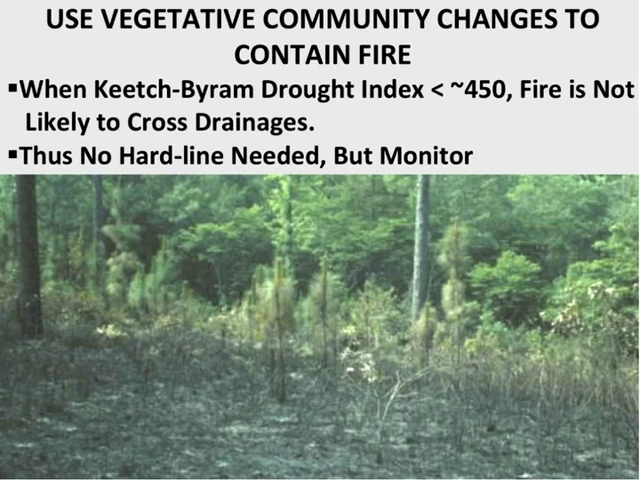 USE VEGETATIVE COMMUNITY CHANGES TO
CONTAIN FIRE
▪When Keetch-Byram Drought Index < ~450, Fire is Not
Likely to Cross Drainages.
▪Thus No Hard-line Needed, But Monitor